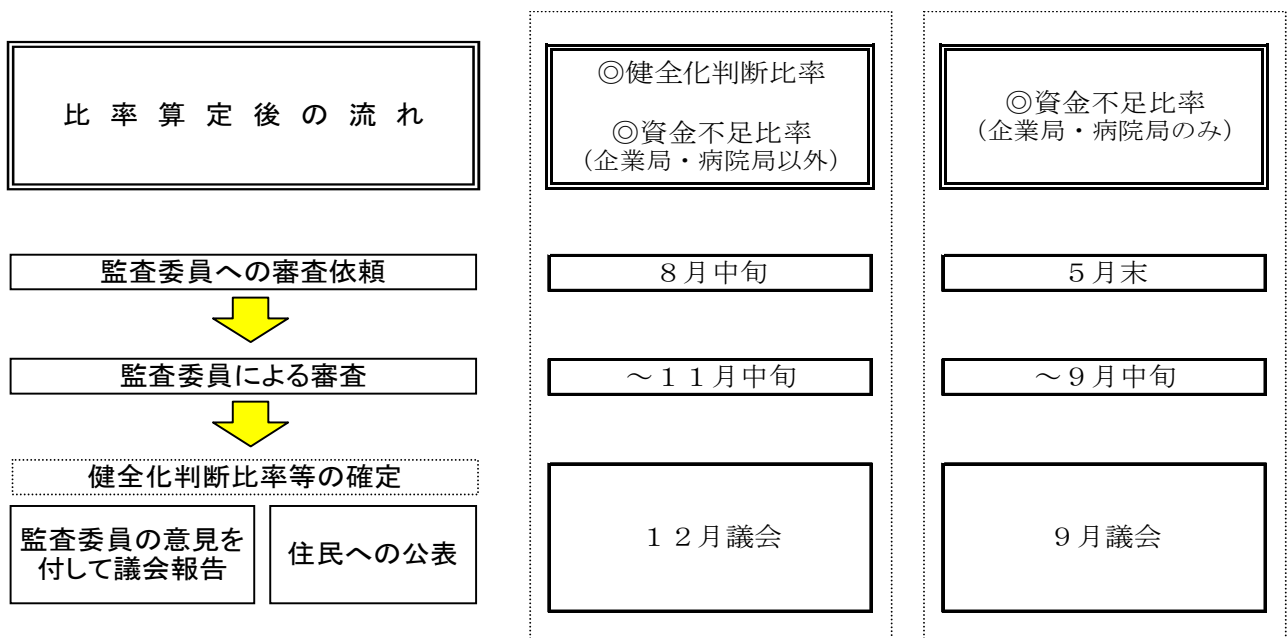 比率算定後の流れ
◎健全化判断比率
◎資金不足比率
（企業局・病院局以外）
◎資金不足比率
（企業局・病院局のみ）
監査委員への審査依頼
８月中旬
５月末
監査委員による審査
～１１月中旬
～９月中旬
健全化判断比率等の確定
監査委員の意見を
付して議会報告
住民への公表
１２月議会
９月議会